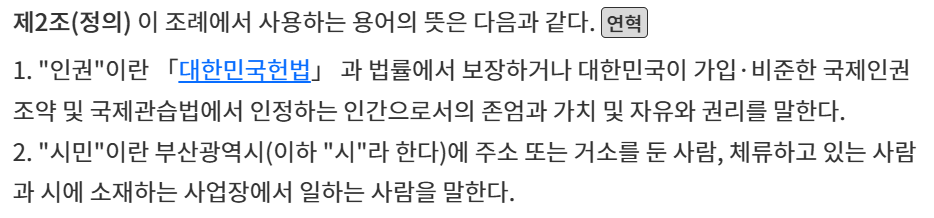 제2조(정의) 이 조례에서 사용하는 용어의 뜻은 다음과 같다. 연혁
1. "인권"이란 「대한민국헌법」 과 법률에서 보장하거나 대한민국이 가입·비준한 국제인권
조약 및 국제관습법에서 인정하는 인간으로서의 존엄과 가치 및 자유와 권리를 말한다.
2. "시민"이란 부산광역시(이하 "시"라 한다)에 주소 또는 거소를 둔 사람, 체류하고 있는 사람
과 시에 소재하는 사업장에서 일하는 사람을 말한다.